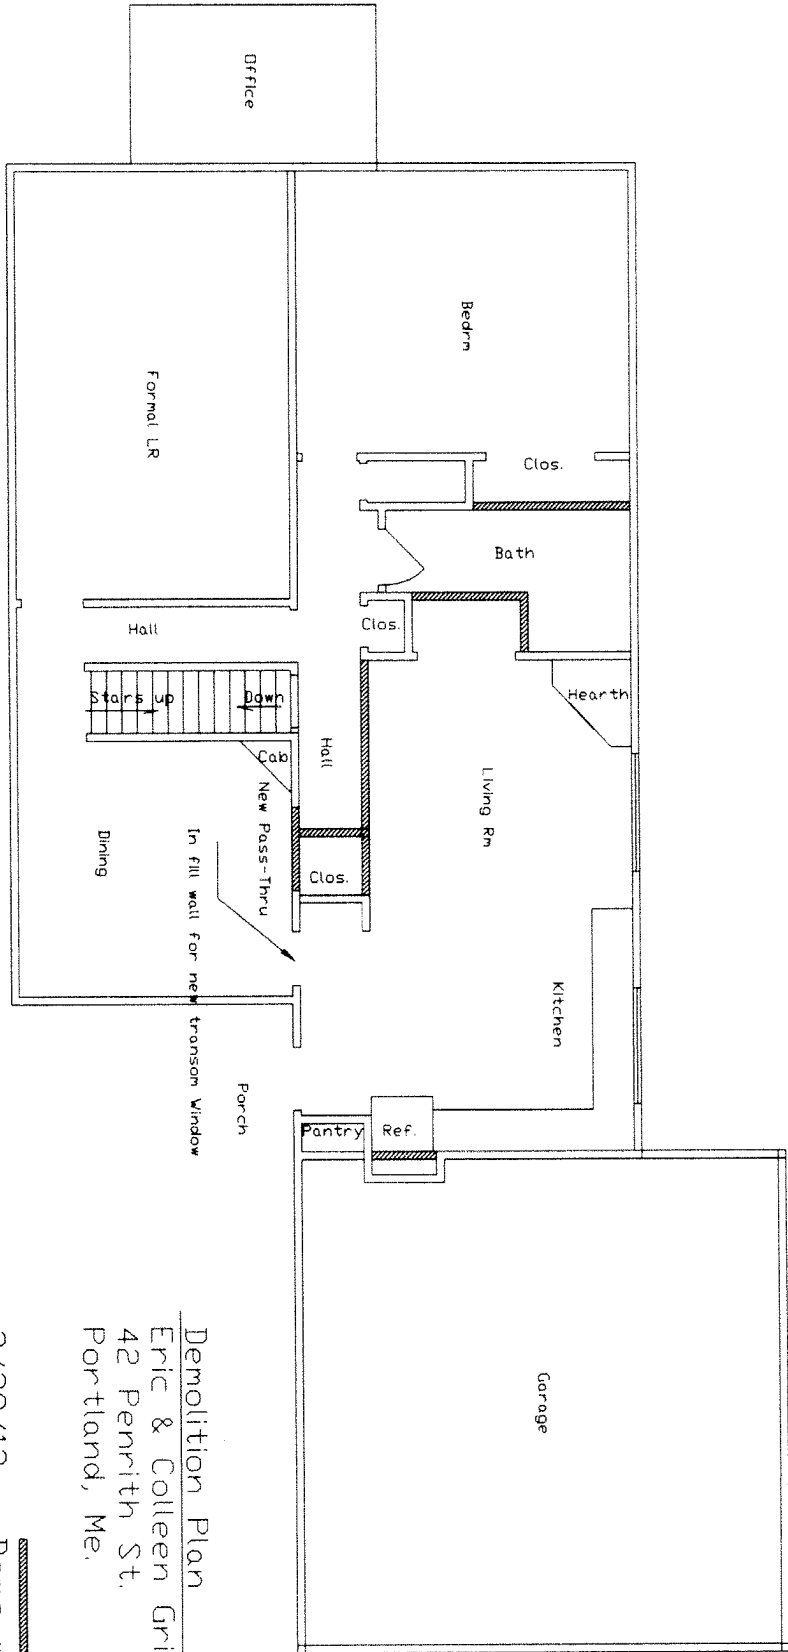 Office
Bedrm
Formal LR
Clos.
Bath
Hall
Clos.
Stars up
Down
Hearth
Cab
Hall
Living Rm
New Pass-Thru
Dining
Clos.
In fill wall for new transom Window
Kitchen
Porch
Pantry
Ref.
Garage
Demolition Plan
Eric & Colleen Gri
42 Penrith St.
Portland, Me.